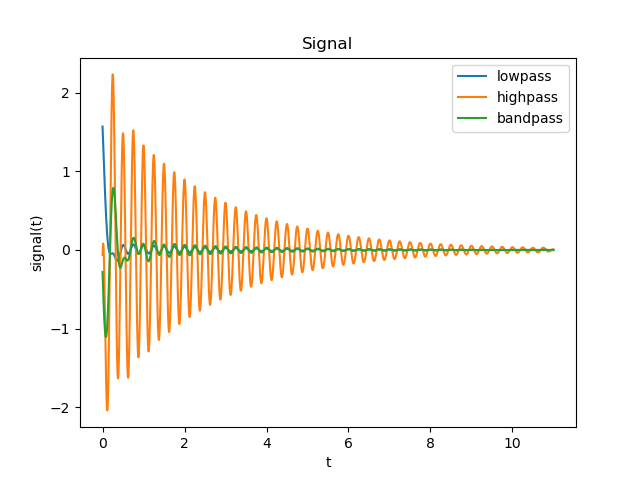 Signal
lowpass
highpass
bandpass
signal(t)
2
1
0
−1
−2
0 2 4 6 8 10
t